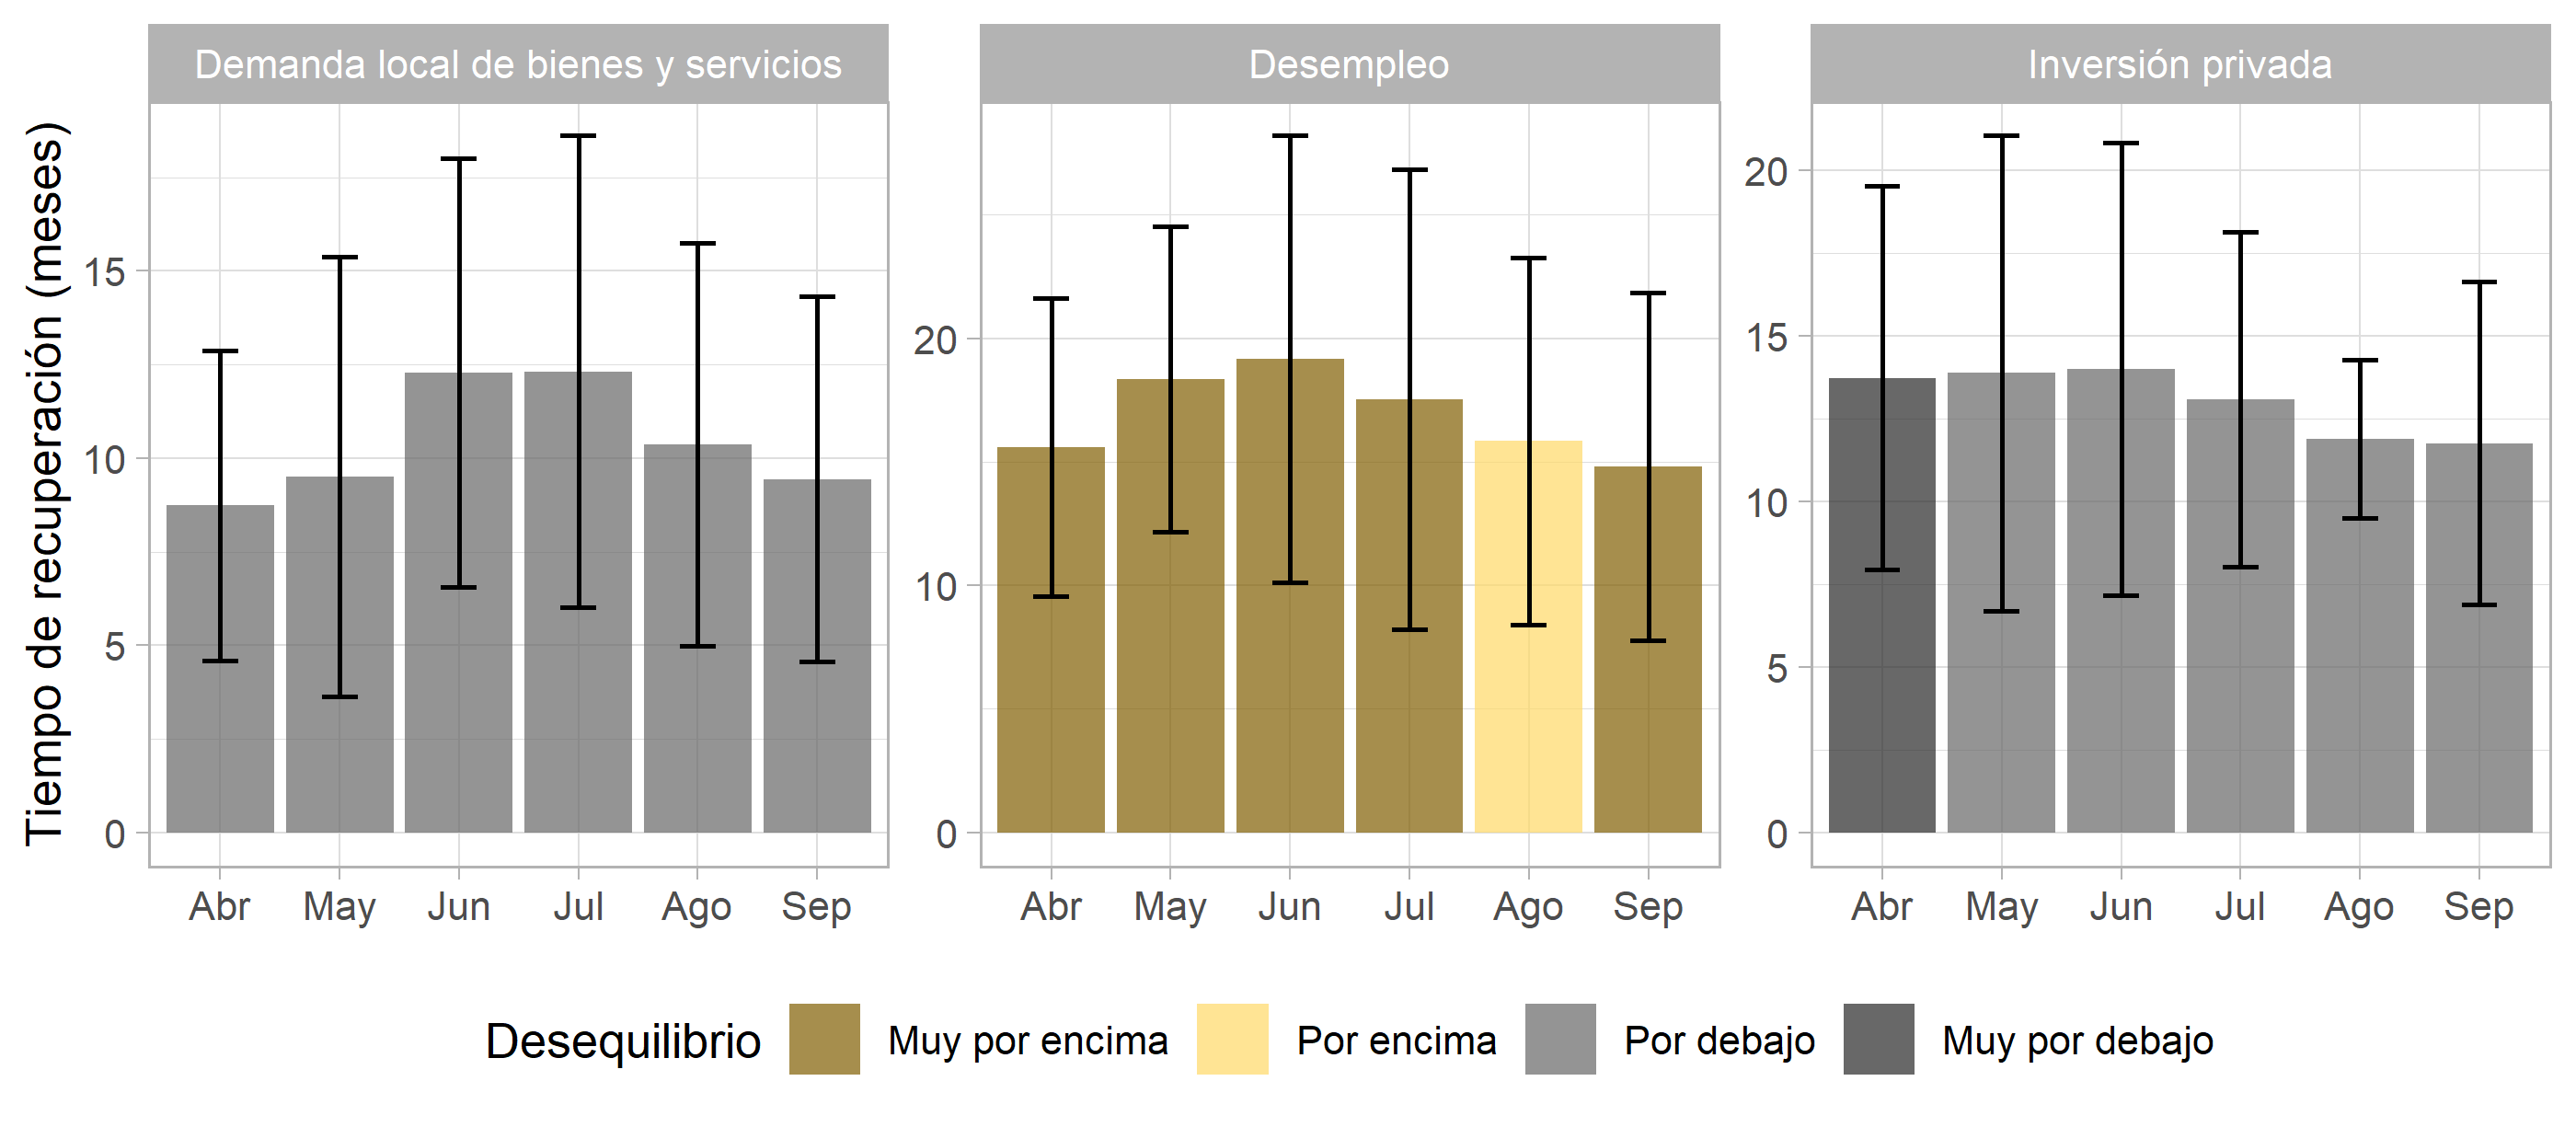 Demanda local de bienes y servicios
Desempleo
Inversión privada
Tiempo de recuperación (meses)
15
10
5
0
20
10
0
20
15
10
5
0
Abr May Jun Jul Ago Sep
Abr May Jun Jul Ago Sep
Abr May Jun Jul Ago Sep
Desequilibrio Muy por encima Por encima Por debajo Muy por debajo